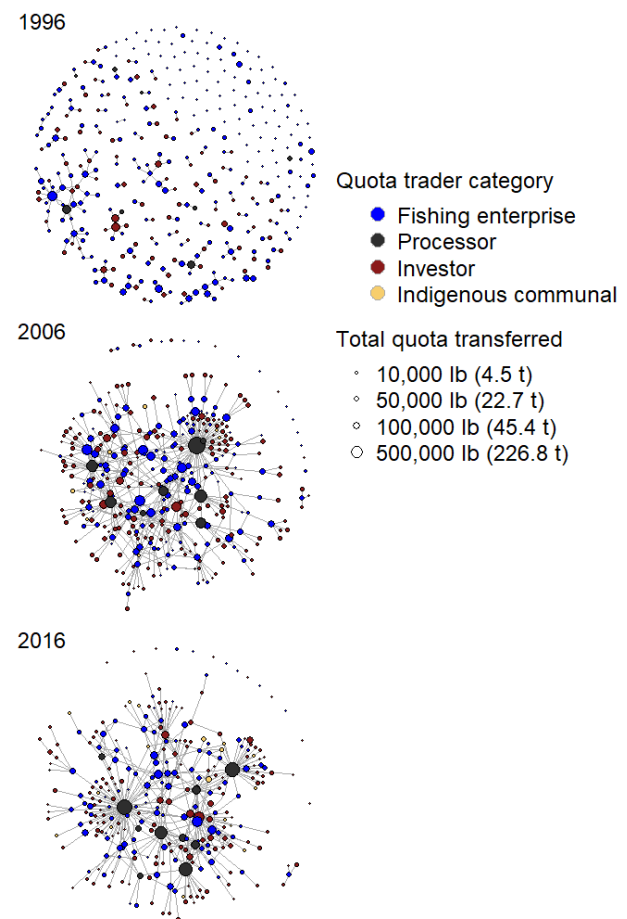 1996
Quota trader category
Fishing enterprise
Processor
Investor
Indigenous communal
2006
Total quota transferred
10,000 lb (4.5 t)
50,000 lb (22.7 t)
100,000 lb (45.4 t)
500,000 lb (226.8 t)
2016